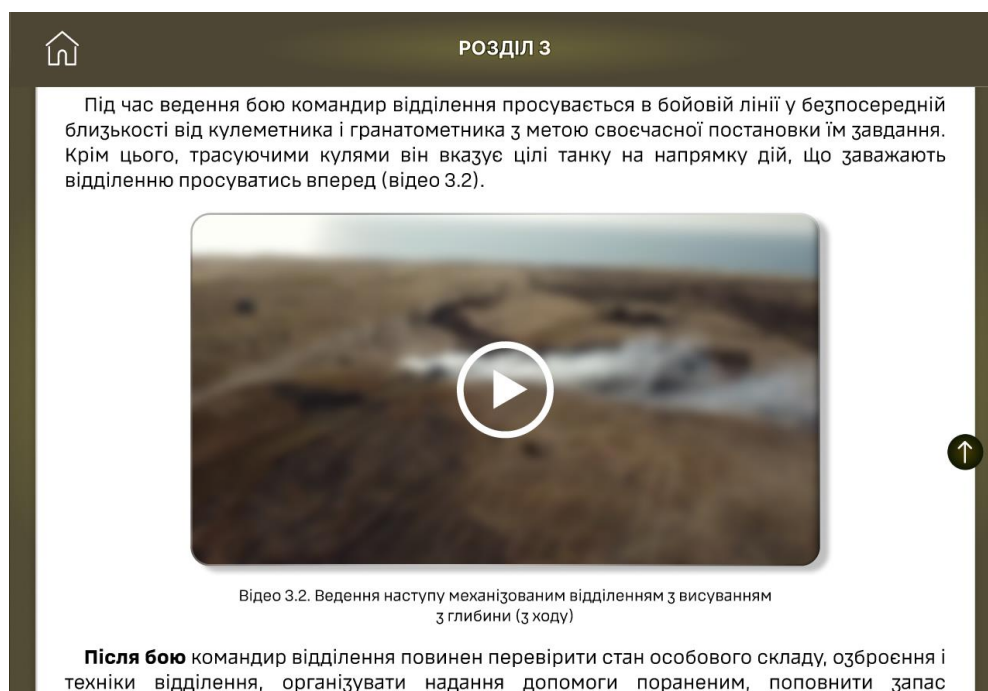 РОЗДІЛ 3
Під час ведення бою командир відділення просувається в бойовій лінії у безпосередній
близькості від кулеметника і гранатометника з метою своєчасної постановки їм завдання.
Крім цього, трасуючими кулями він вказує цілі танку на напрямку дій, Що заважають
відділенню просуватись вперед (відео 3.2).
Відео 3.2. Ведення наступу механізованим відділенням з висуванням
з глибини (з ходу)
Після бою командир відділення повинен перевірити стан особового складу, озброєння і
техніки відділення, організувати надання допомоги пораненим, поповнити запас